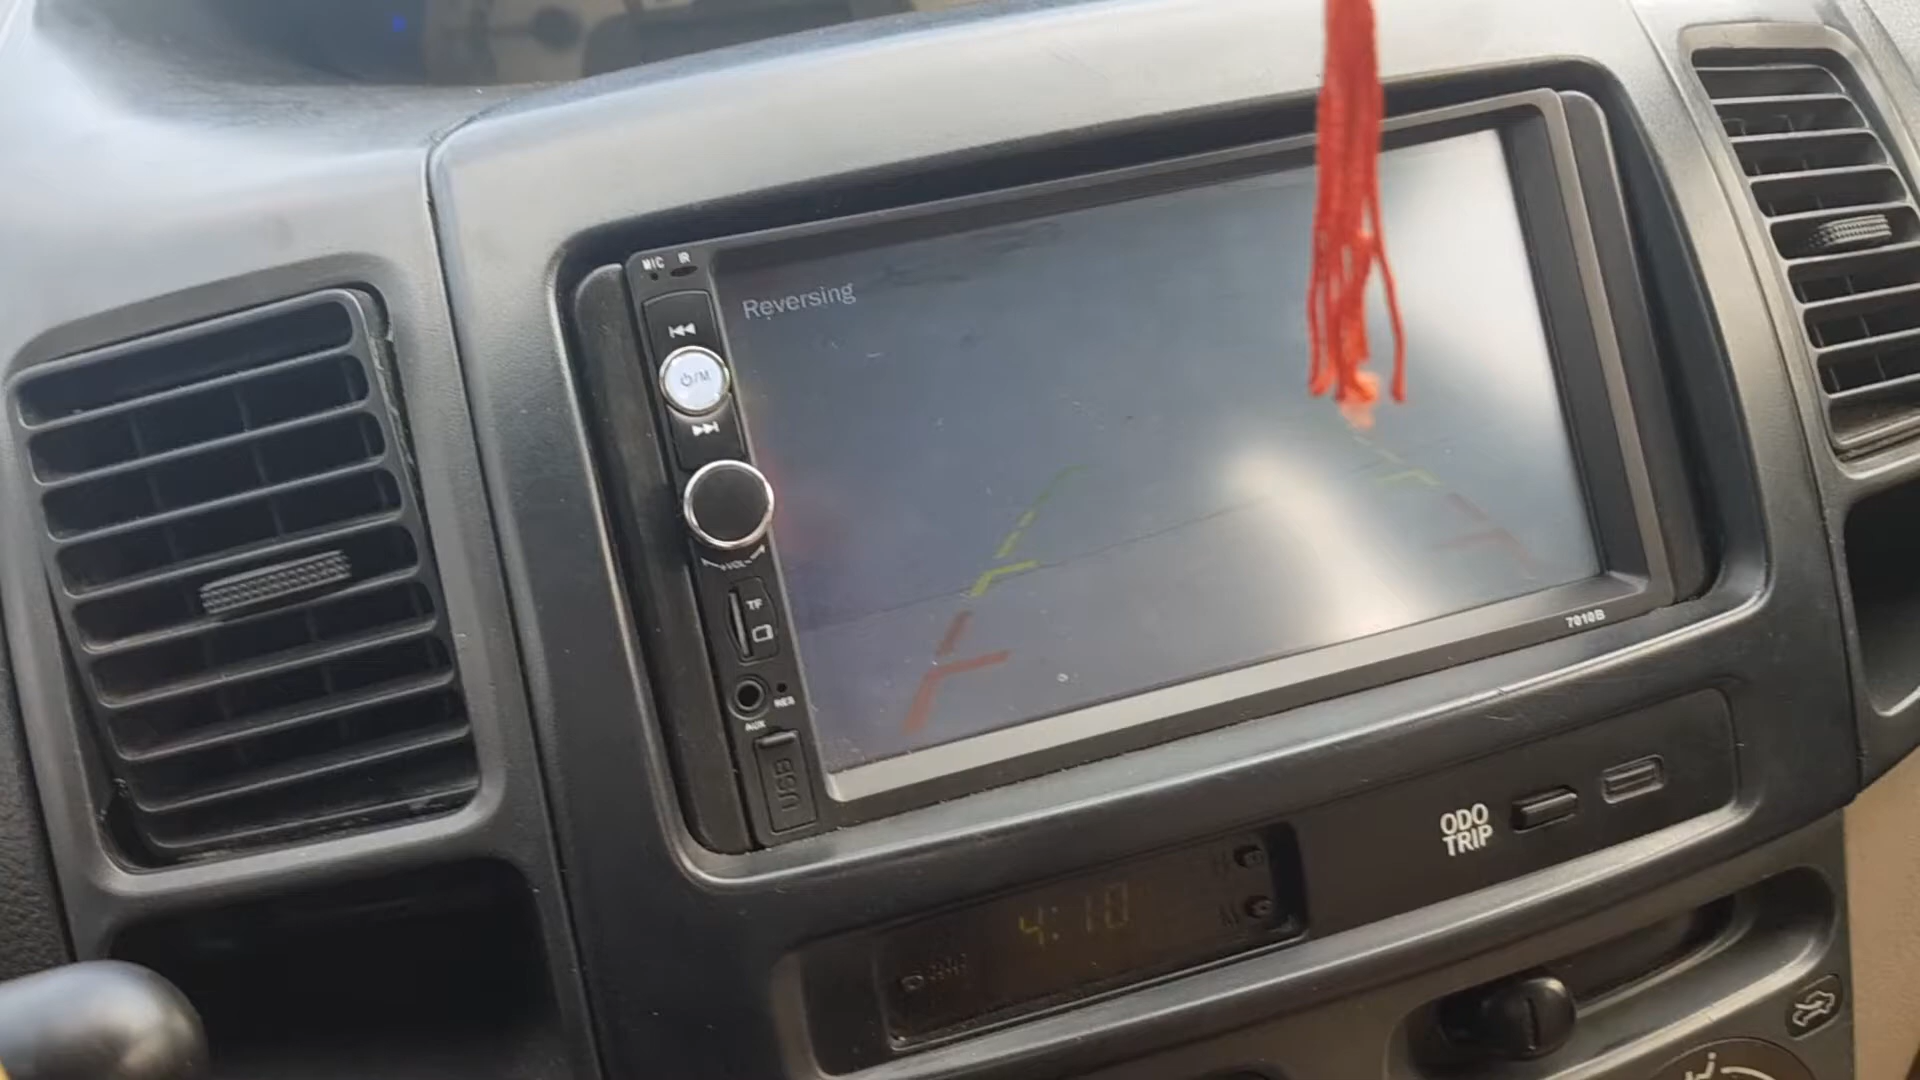 MIC IR
Reversing
⏻/M
VOL
TF
RES
AUX
USB
7010B
ODO
TRIP
4:10
H
M